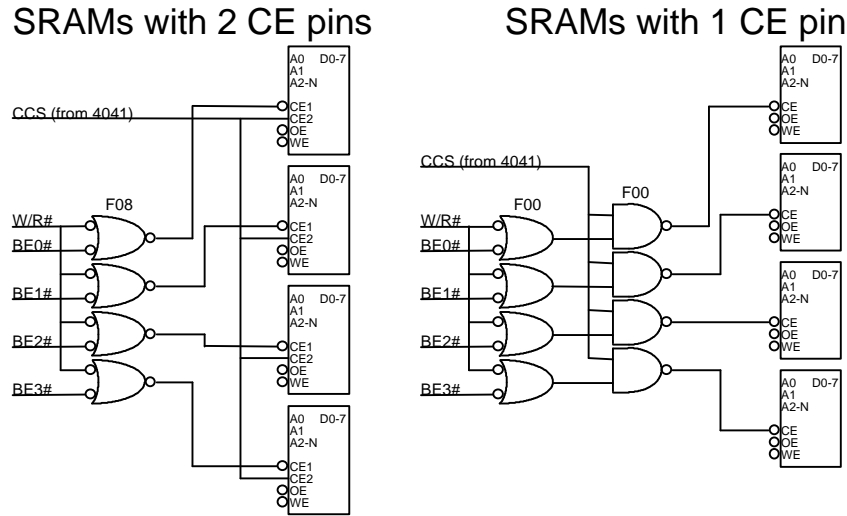 SRAMs with 2 CE pins
A0 D0-7
A1
A2-N
CE1
CE2
OE
WE
CCS (from 4041)
A0 D0-7
A1
A2-N
CE1
CE2
OE
WE
F08
W/R#
BE0#
BE1#
BE2#
BE3#
A0 D0-7
A1
A2-N
CE1
CE2
OE
WE
A0 D0-7
A1
A2-N
CE1
CE2
OE
WE
SRAMs with 1 CE pin
A0 D0-7
A1
A2-N
CE
OE
WE
CCS (from 4041)
F00
F00
W/R#
BE0#
BE1#
BE2#
BE3#
A0 D0-7
A1
A2-N
CE
OE
WE
A0 D0-7
A1
A2-N
CE
OE
WE
A0 D0-7
A1
A2-N
CE
OE
WE